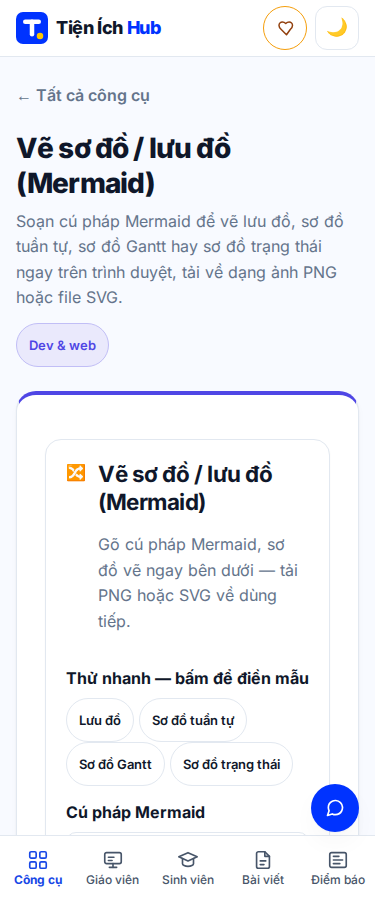 Tiện Ích Hub
← Tất cả công cụ
Vẽ sơ đồ / lưu đồ
(Mermaid)
Soạn cú pháp Mermaid để vẽ lưu đồ, sơ đồ
tuần tự, sơ đồ Gantt hay sơ đồ trạng thái
ngay trên trình duyệt, tải về dạng ảnh PNG
hoặc file SVG.
Dev & web
Vẽ sơ đồ / lưu đồ
(Mermaid)
Gõ cú pháp Mermaid, sơ
đồ vẽ ngay bên dưới — tải
PNG hoặc SVG về dùng
tiếp.
Thử nhanh — bấm để điền mẫu
Lưu đồ
Sơ đồ tuần tự
Sơ đồ Gantt
Sơ đồ trạng thái
Cú pháp Mermaid
Công cụ
Giáo viên
Sinh viên
Bài viết
Điểm báo